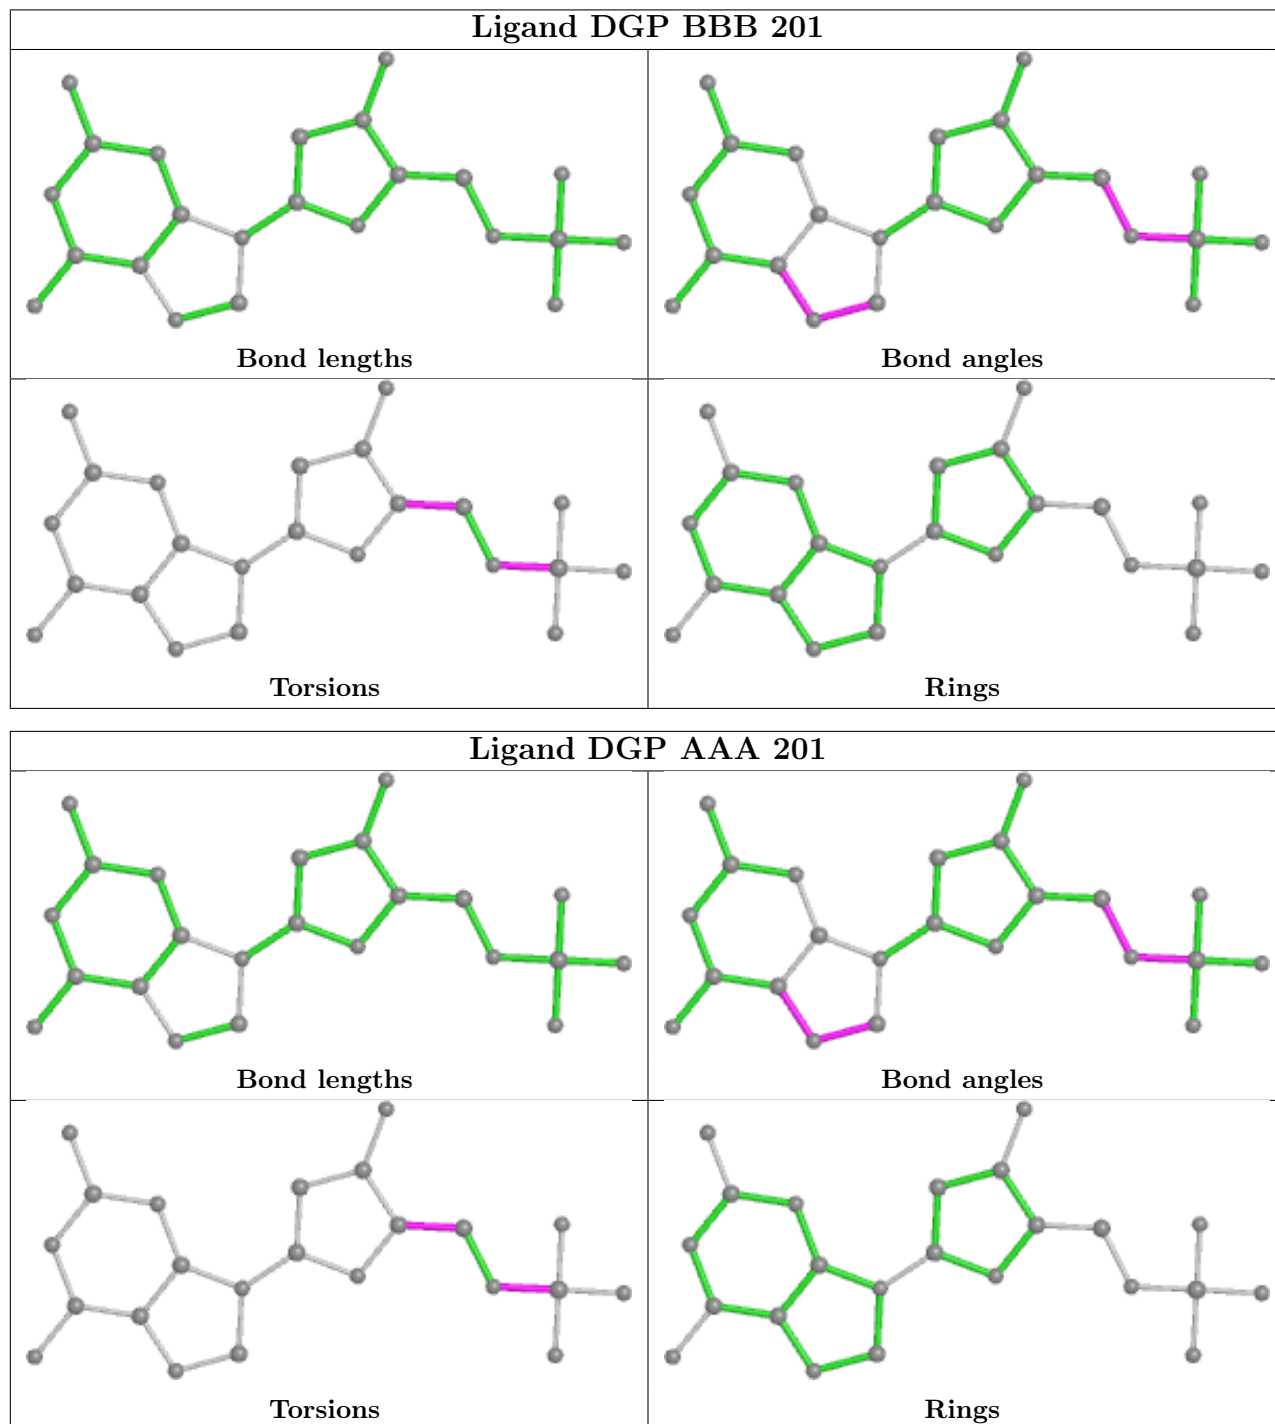 Ligand DGP BBB 201
Bond lengths
Bond angles
Torsions
Rings
Ligand DGP AAA 201
Bond lengths
Bond angles
Torsions
Rings